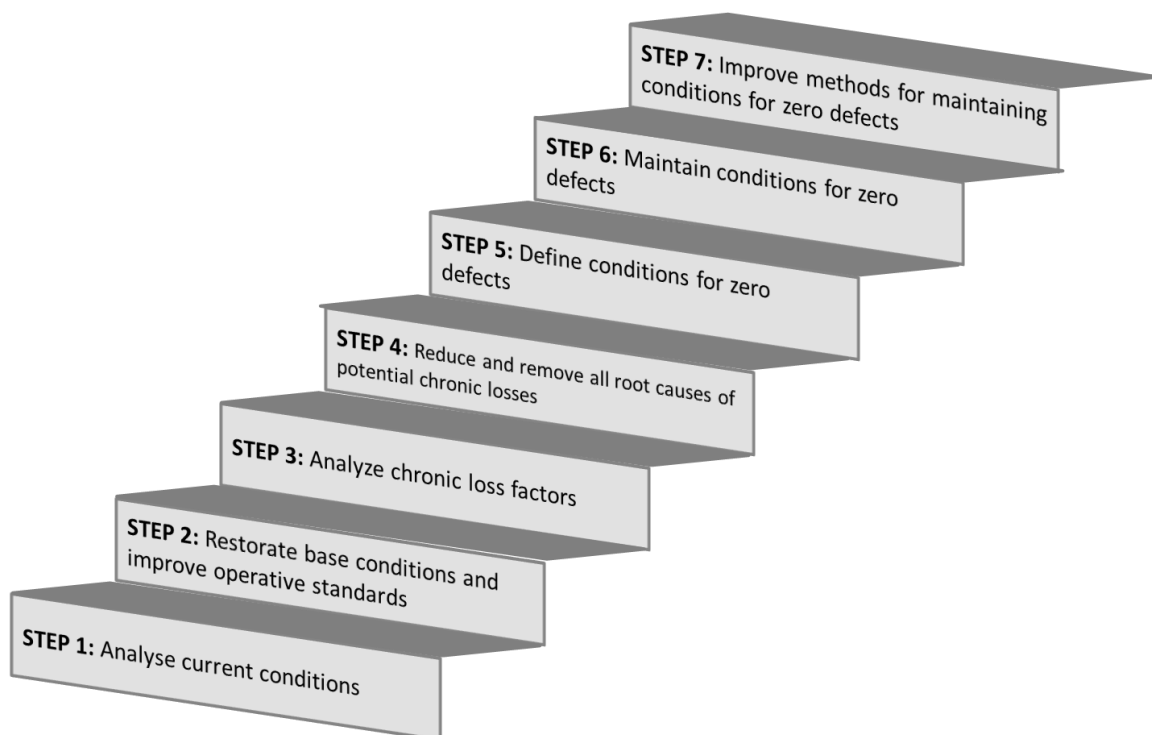 STEP 7: Improve methods for maintaining
conditions for zero defects
STEP 6: Maintain conditions for zero
defects
STEP 5: Define conditions for zero
defects
STEP 4: Reduce and remove all root causes of
potential chronic losses
STEP 3: Analyze chronic loss factors
STEP 2: Restorate base conditions and
improve operative standards
STEP 1: Analyse current conditions